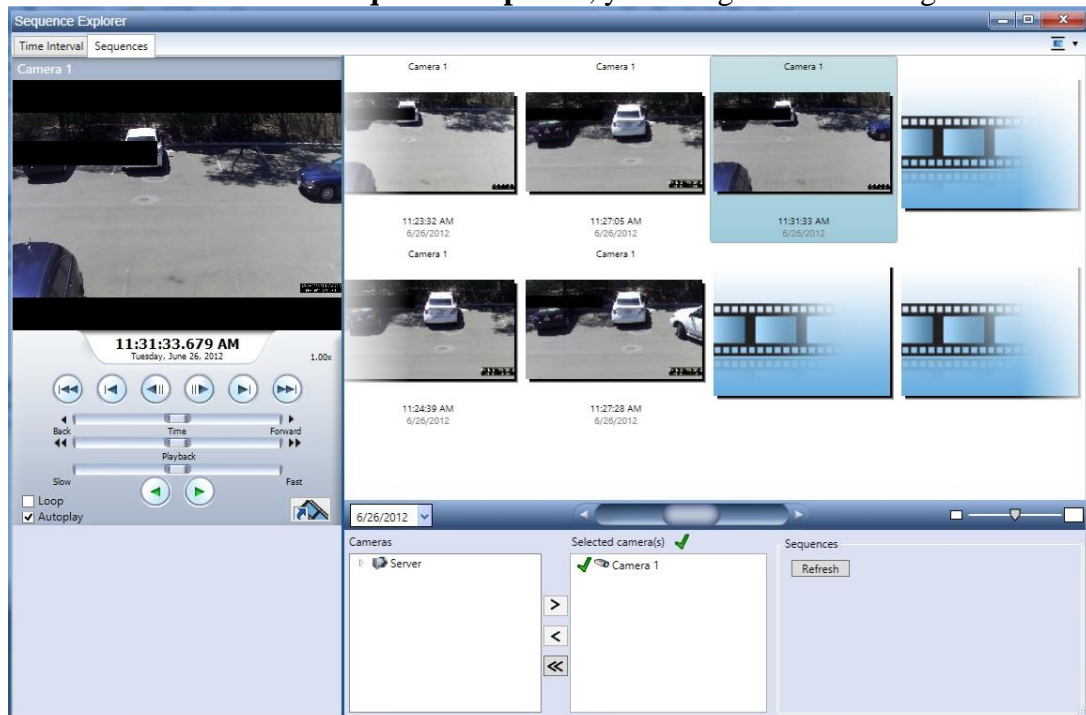 Sequence Explorer
Time Interval Sequences
Camera 1
Camera 1 Camera 1 Camera 1
11:23:32 AM 11:27:05 AM 11:31:33 AM
6/26/2012 6/26/2012 6/26/2012
Camera 1 Camera 1
11:24:39 AM 11:27:28 AM
6/26/2012 6/26/2012
11:31:33.679 AM
Tuesday, June 26, 2012
1.00x
Back Time Forward
Playback
Slow Fast
Loop
Autoplay
6/26/2012
Cameras Selected camera(s) Sequences
Server Camera 1 Refresh